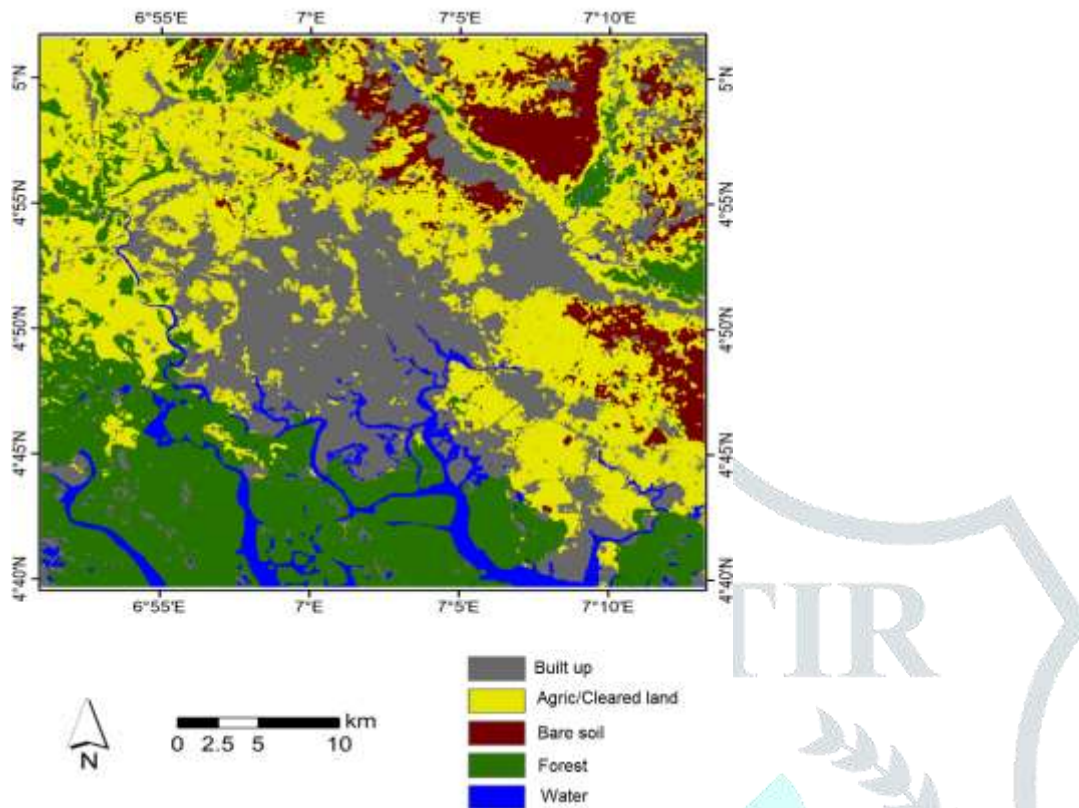 6°55'E 7°E 7°5'E 7°10'E
5°N 5°N
4°55'N 4°55'N
4°50'N 4°50'N
4°45'N 4°45'N
4°40'N 4°40'N
6°55'E 7°E 7°5'E 7°10'E
TIR
Built up
Agric/Cleared land
Bare soil
Forest
Water
km
0 2.5 5 10
N